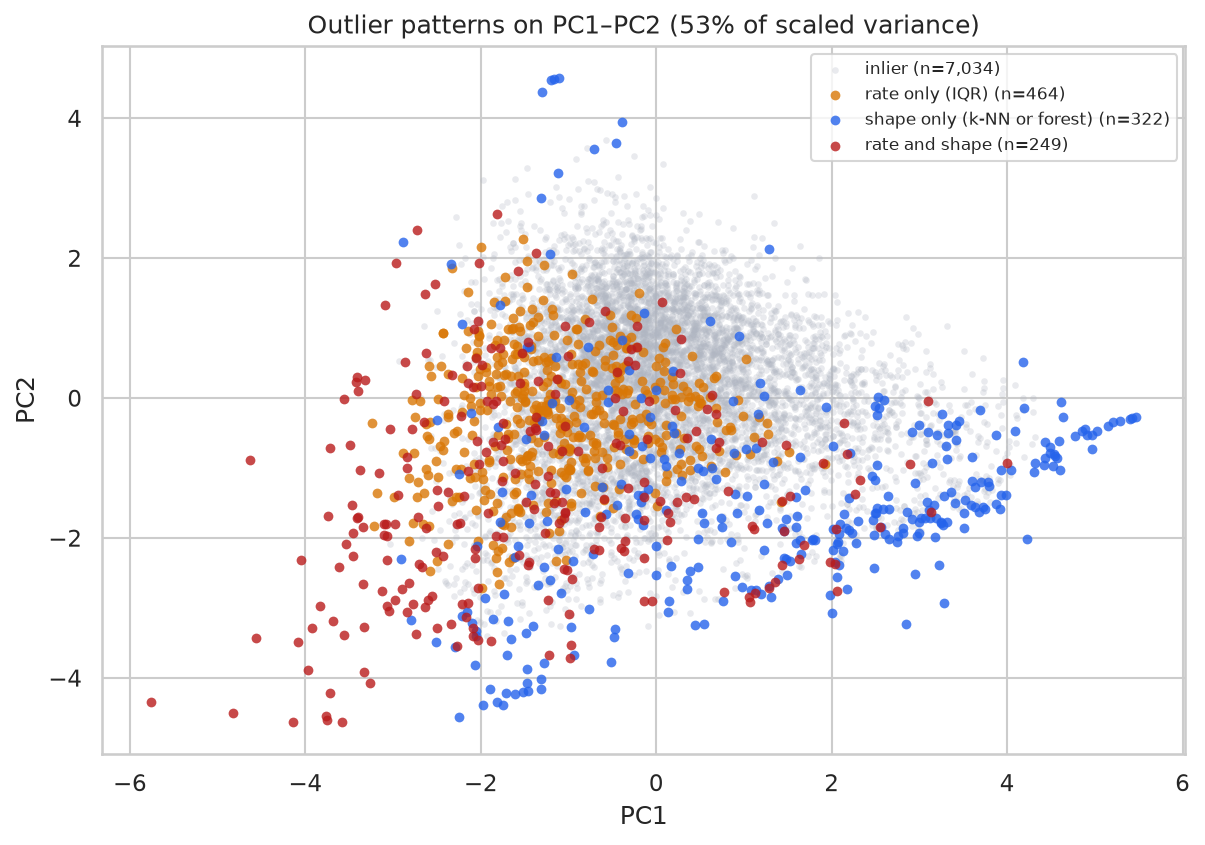 Outlier patterns on PC1–PC2 (53% of scaled variance)
inlier (n=7,034)
rate only (IQR) (n=464)
shape only (k-NN or forest) (n=322)
rate and shape (n=249)
4
2
0
−2
−4
PC2
−6 −4 −2 0 2 4 6
PC1